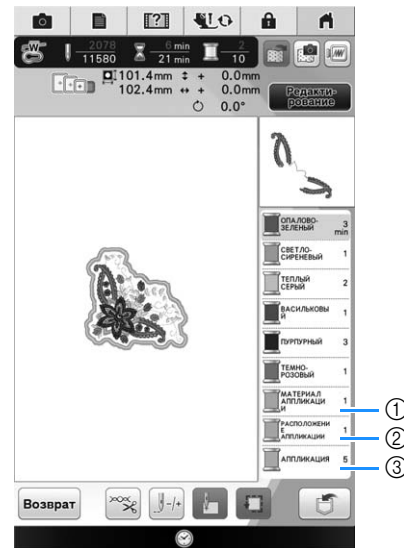 2078
11580
6 min
21 min
2
10
101.4mm + 0.0mm
102.4mm + 0.0mm
0.0°
Редакти-
рование
ОПАЛОВО-
ЗЕЛЕНЫЙ
3
min
СВЕТЛО-
СИРЕНЕВЫЙ
1
ТЕПЛЫЙ
СЕРЫЙ
2
ВАСИЛЬКОВЫ
Й
1
ПУРПУРНЫЙ 3
ТЕМНО-
РОЗОВЫЙ
1
МАТЕРИАЛ
АППЛИКАЦИ
И
1
①
РАСПОЛОЖЕНИ
Е
АППЛИКАЦИИ
1
②
АППЛИКАЦИЯ 5
③
Возврат